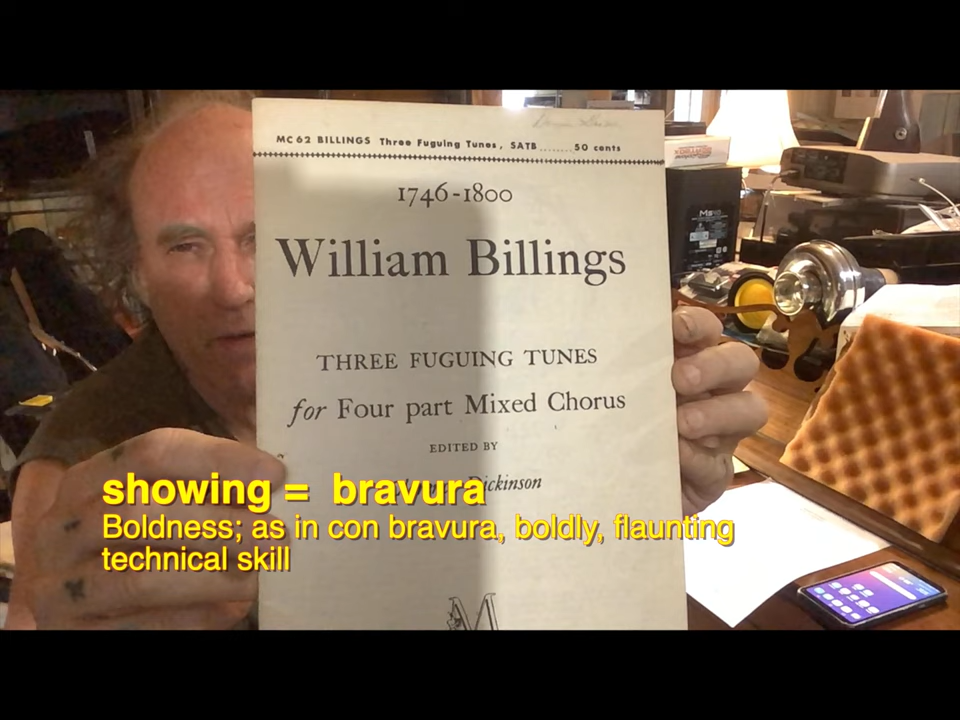 MC 62 BILLINGS Three Fuguing Tunes, SATB........50 cents
1746-1800
William Billings
THREE FUGUING TUNES
for Four part Mixed Chorus
EDITED BY
Dickinson
showing = bravura
Boldness; as in con bravura, boldly, flaunting
technical skill
M